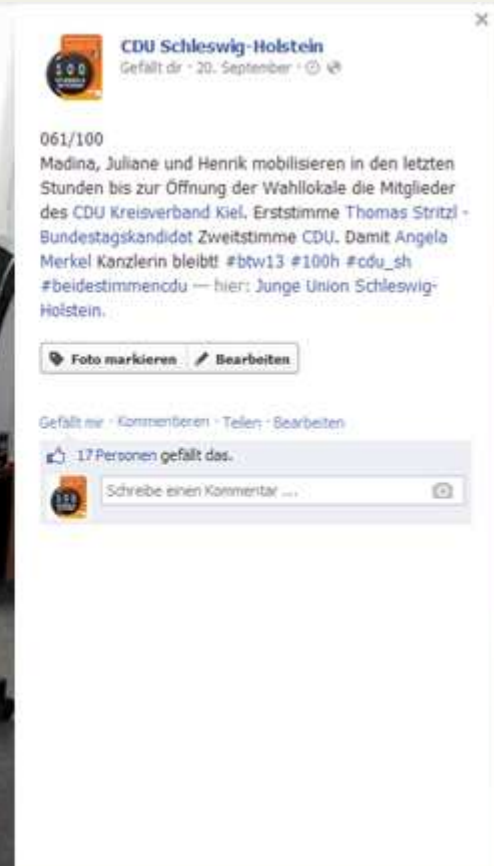 CDU Schleswig-Holstein
Gefällt dir · 20. September ·
061/100
Madina, Juliane und Henrik mobilisieren in den letzten
Stunden bis zur Öffnung der Wahllokale die Mitglieder
des CDU Kreisverband Kiel. Erststimme Thomas Stritzl -
Bundestagskandidat Zweitstimme CDU. Damit Angela
Merkel Kanzlerin bleibt! #btw13 #100h #cdu_sh
#beidestimmencdu — hier: Junge Union Schleswig-
Holstein.
Foto markieren Bearbeiten
Gefällt mir · Kommentieren · Teilen · Bearbeiten
17 Personen gefällt das.
Schreibe einen Kommentar ...